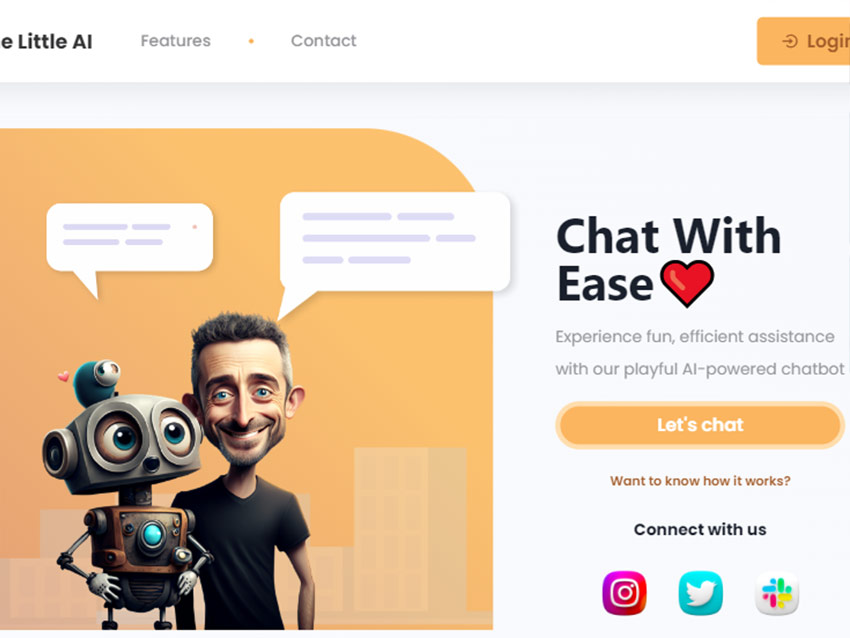 e Little AI
Features
Contact
Login
Chat With
Ease
Experience fun, efficient assistance
with our playful AI-powered chatbot
Let's chat
Want to know how it works?
Connect with us